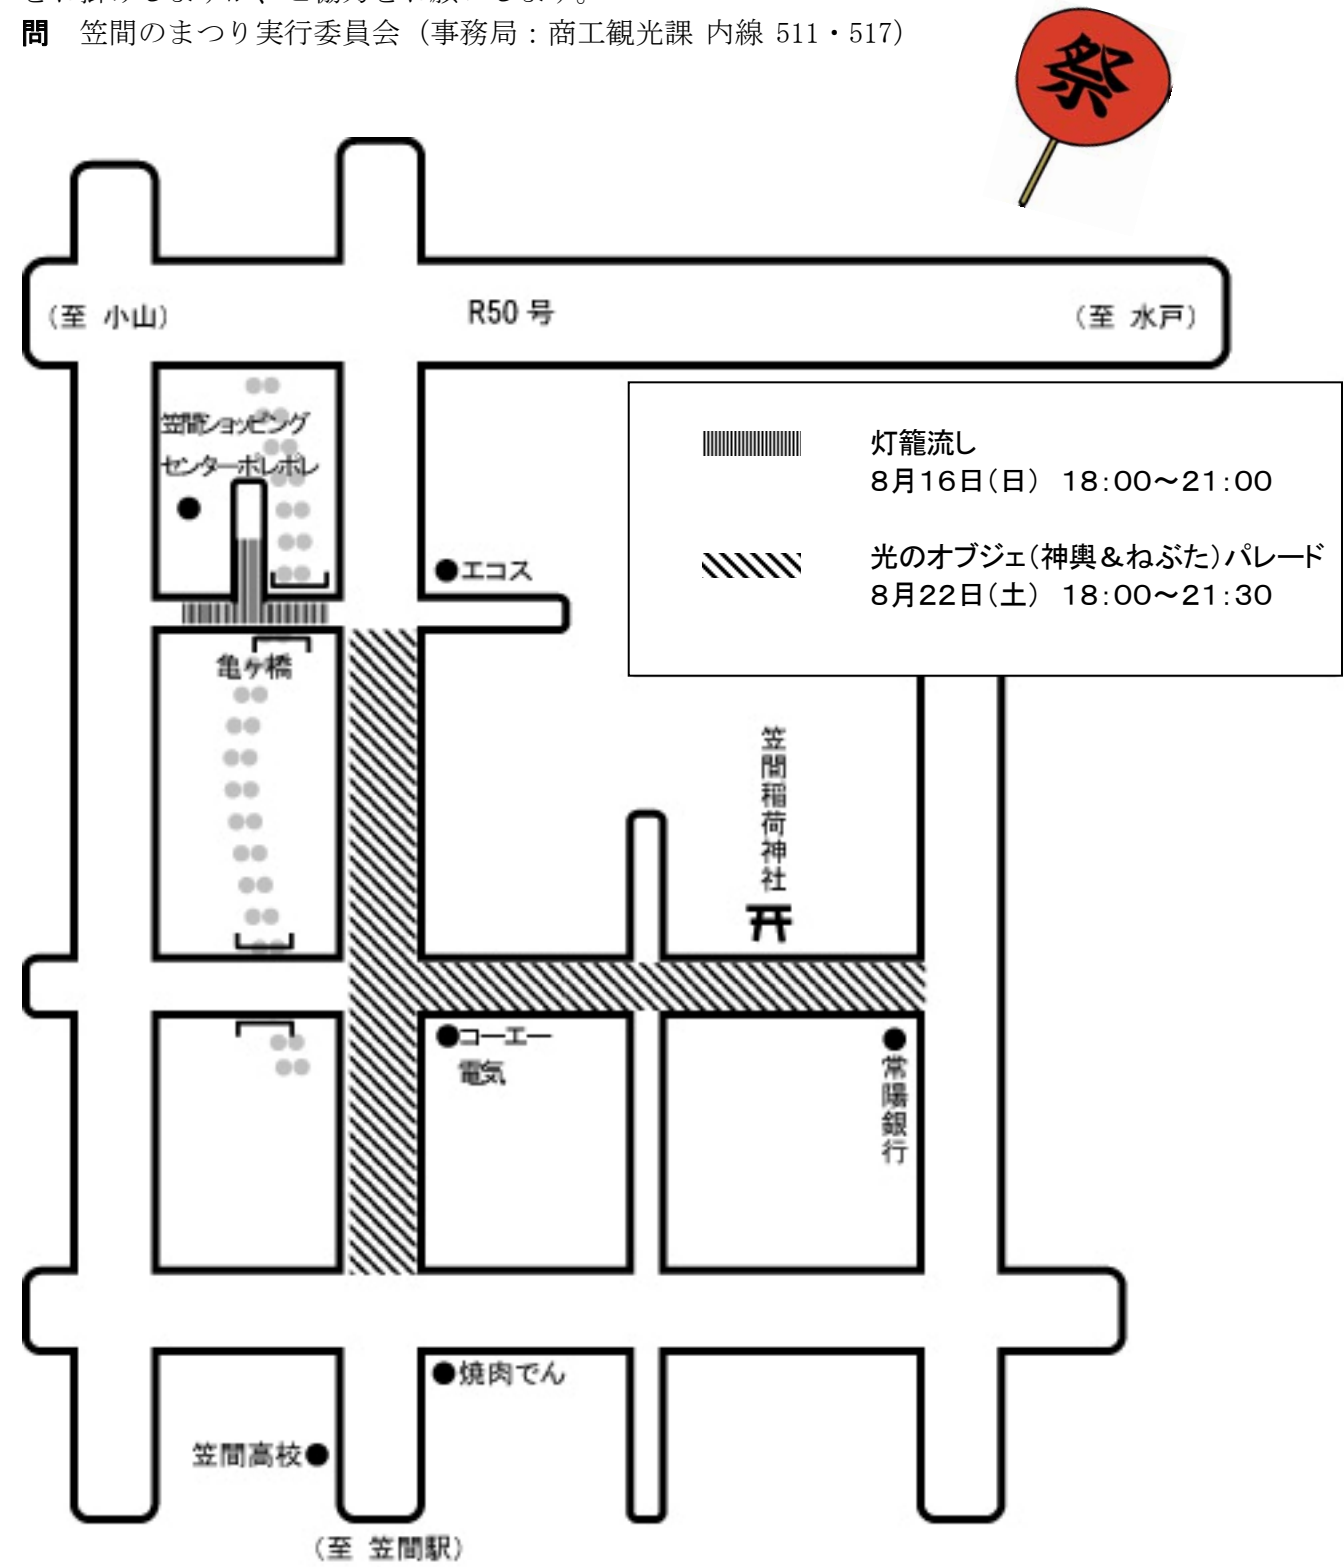 問 笠間のまつり実行委員会（事務局：商工観光課 内線 511・517）
祭
（至 小山）
R50 号
（至 水戸）
笠間ショッピング
センターポレポレ
灯籠流し
8月16日（日） 18：00～21：00
光のオブジェ（神輿＆ねぶた）パレード
8月22日（土） 18：00～21：30
エコス
亀ヶ橋
笠間稲荷神社
コーエー
電気
常陽銀行
焼肉でん
笠間高校
（至 笠間駅）